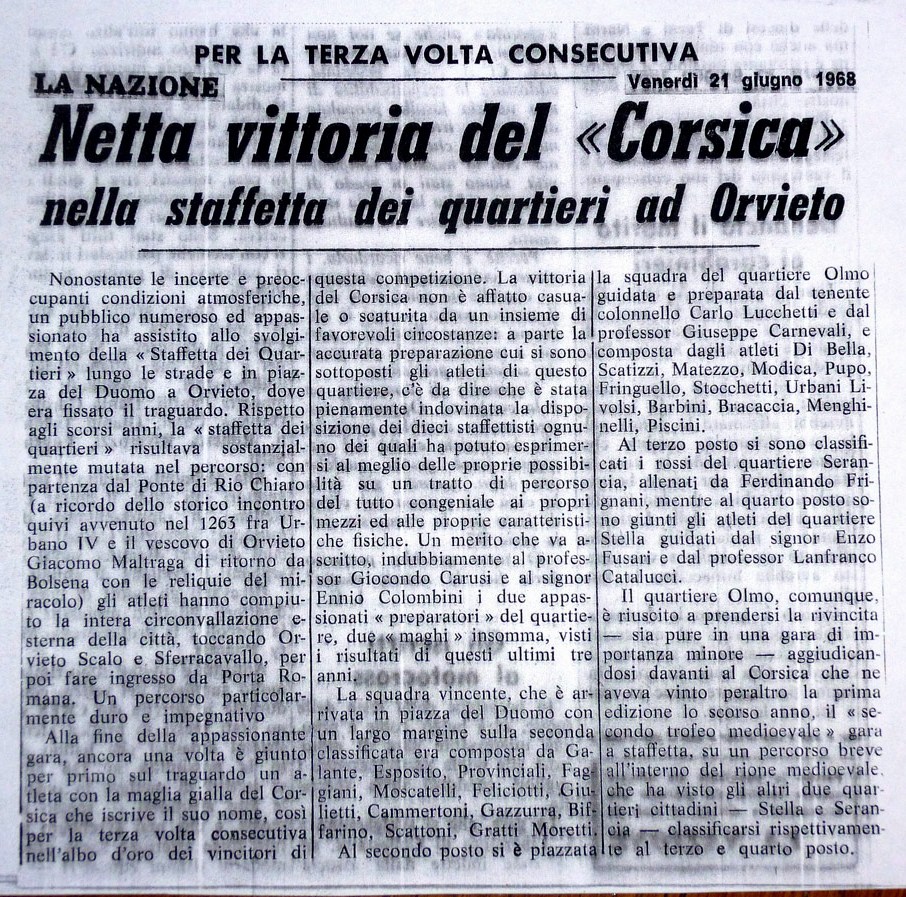 PER LA TERZA VOLTA CONSECUTIVA
LA NAZIONE
Venerdì 21 giugno 1968
Netta vittoria del «Corsica»
nella staffetta dei quartieri ad Orvieto
Nonostante le incerte e preoc-
cupanti condizioni atmosferiche,
un pubblico numeroso ed appas-
sionato ha assistito allo svolgi-
mento della « Staffetta dei Quar-
tieri » lungo le strade e in piaz-
za del Duomo a Orvieto, dove
era fissato il traguardo. Rispetto
agli scorsi anni, la « staffetta dei
quartieri » risultava sostanzjal-
mente mutata nel percorso: con
partenza dal Ponte di Rio Chiaro
(a ricordo dello storico incontro
quivi avvenuto nel 1263 fra Ur-
bano IV e il vescovo di Orvieto
Giacomo Maltraga di ritorno da
Bolsena con le reliquie del mi-
racolo) gli atleti hanno compiu-
to la intera circonvallazione e-
sterna della città, toccando Or-
vieto Scalo e Sferracavallo, per
poi fare ingresso da Porta Ro-
mana. Un percorso particolar-
mente duro e impegnativo
Alla fine della appassionante
gara, ancora una volta è giunto
per primo sul traguardo un a-
tleta con la maglia gialla del Cor-
sica che iscrive il suo nome, così
per la terza volta consecutiva
nell'albo d'oro dei vincitori di
questa competizione. La vittoria
del Corsica non è affatto casua-
le o scaturita da un insieme di
favorevoli circostanze: a parte la
accurata preparazione cui si sono
sottoposti gli atleti di questo
quartiere, c'è da dire che è stata
pienamente indovinata la dispo-
sizione dei dieci staffettisti ognu-
no dei quali ha potuto esprimer-
si al meglio delle proprie possibi-
lità su un tratto di percorso
del tutto congeniale ai propri
mezzi ed alle proprie caratteristi-
che fisiche. Un merito che va a-
scritto, indubbiamente al profes-
sor Giocondo Carusi e al signor
Ennio Colombini i due appas-
sionati « preparatori » del quartie-
re, due « maghi » insomma, visti
i risultati di questi ultimi tre
anni.
La squadra vincente, che è ar-
rivata in piazza del Duomo con
un largo margine sulla seconda
classificata era composta da Ga-
lante, Esposito, Provinciali, Fag-
giani, Moscatelli, Feliciotti, Giu-
lietti, Cammertoni, Gazzurra, Bif-
farino, Scattoni, Gratti Moretti.
Al secondo posto si è piazzata
la squadra del quartiere Olmo
guidata e preparata dal tenente
colonnello Carlo Lucchetti e dal
professor Giuseppe Carnevali, e
composta dagli atleti Di Bella,
Scatizzi, Matezzo, Modica, Pupo,
Fringuello, Stocchetti, Urbani Li-
volsi, Barbini, Bracaccia, Menghi-
nelli, Piscini.
Al terzo posto si sono classifi-
cati i rossi del quartiere Seran-
cia, allenati da Ferdinando Fri-
gnani, mentre al quarto posto so-
no giunti gli atleti del quartiere
Stella guidati dal signor Enzo
Fusari e dal professor Lanfranco
Catalucci.
Il quartiere Olmo, comunque,
è riuscito a prendersi la rivincita
— sia pure in una gara di im-
portanza minore — aggiudican-
dosi davanti al Corsica che ne
aveva vinto peraltro la prima
edizione lo scorso anno, il « se-
condo trofeo medioevale » gara
a staffetta, su un percorso breve
all'interno del rione medioevale.
che ha visto gli altri due quar-
tieri cittadini — Stella e Seran-
cia — classificarsi rispettivamen-
te al terzo e quarto posto.